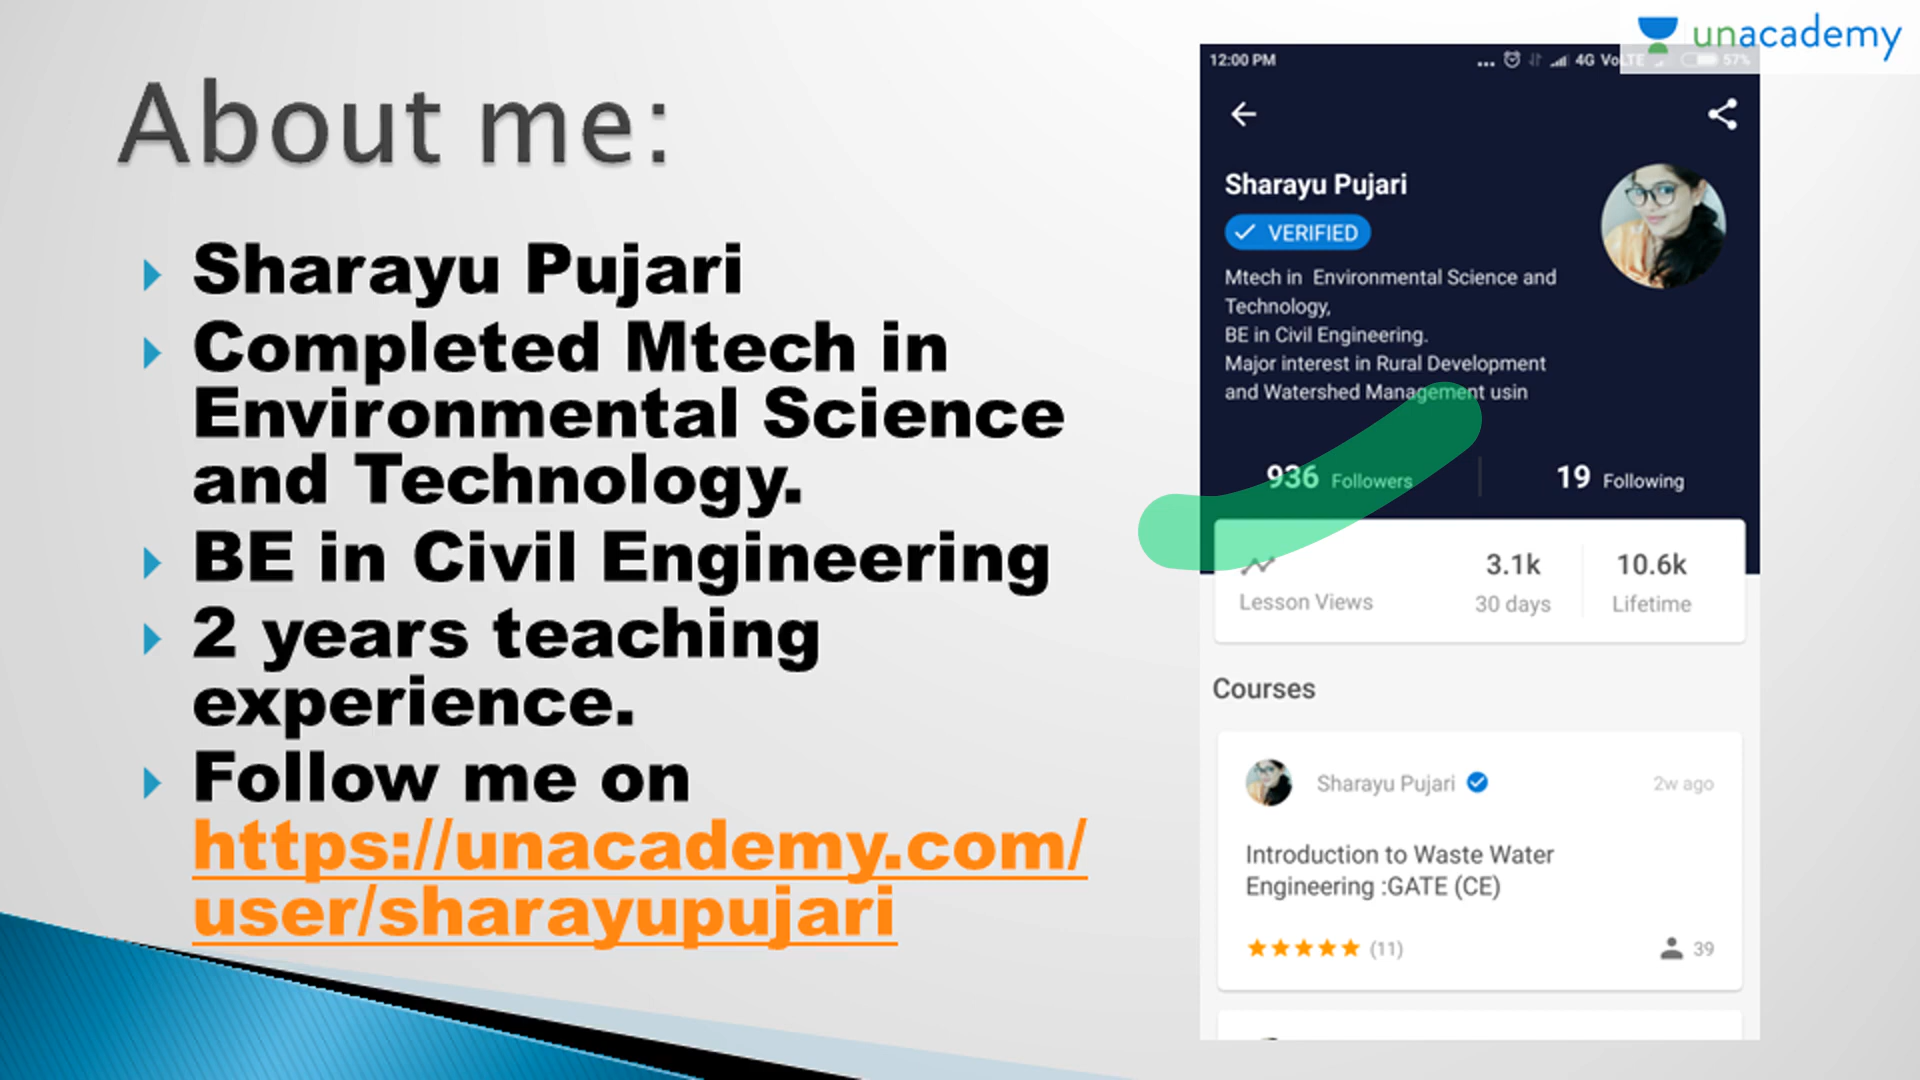 About me:
Sharayu Pujari
Completed Mtech in
Environmental Science
and Technology.
BE in Civil Engineering
2 years teaching
experience.
Follow me on
https://unacademy.com/
user/sharayupujari
unacademy
12:00 PM ... 4G VoLTE 57%
Sharayu Pujari
VERIFIED
Mtech in Environmental Science and
Technology,
BE in Civil Engineering.
Major interest in Rural Development
and Watershed Management usin
936 Followers 19 Following
3.1k 10.6k
Lesson Views 30 days Lifetime
Courses
Sharayu Pujari 2w ago
Introduction to Waste Water
Engineering :GATE (CE)
(11) 39